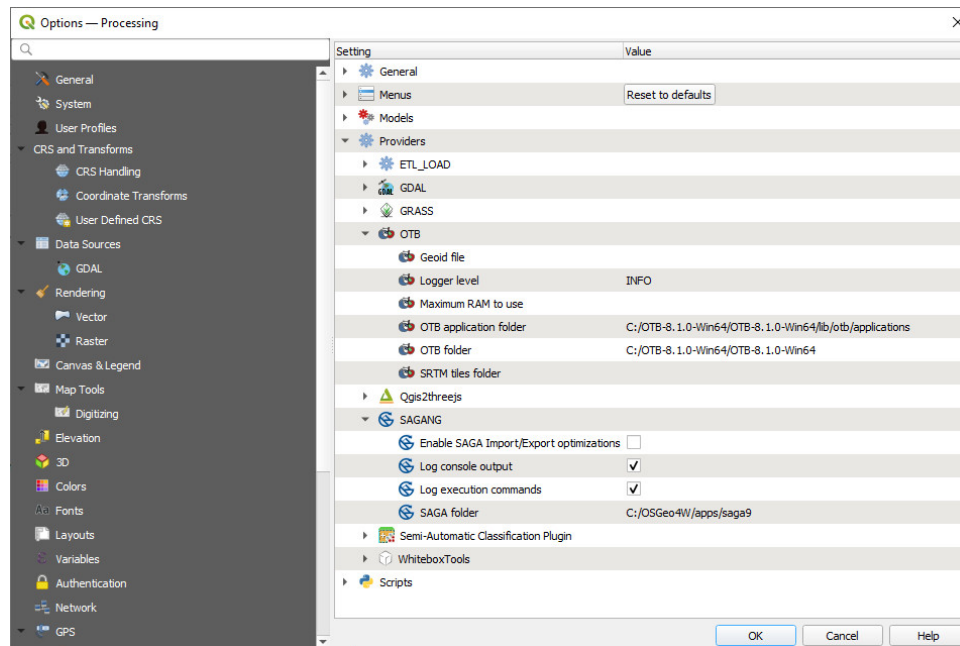 Options — Processing
General
System
User Profiles
CRS and Transforms
CRS Handling
Coordinate Transforms
User Defined CRS
Data Sources
GDAL
Rendering
Vector
Raster
Canvas & Legend
Map Tools
Digitizing
Elevation
3D
Colors
Fonts
Layouts
Variables
Authentication
Network
GPS
Setting Value
General
Menus Reset to defaults
Models
Providers
ETL_LOAD
GDAL
GRASS
OTB
Geoid file
Logger level INFO
Maximum RAM to use
OTB application folder C:/OTB-8.1.0-Win64/OTB-8.1.0-Win64/lib/otb/applications
OTB folder C:/OTB-8.1.0-Win64/OTB-8.1.0-Win64
SRTM tiles folder
Qgis2threejs
SAGANG
Enable SAGA Import/Export optimizations
Log console output
Log execution commands
SAGA folder C:/OSGeo4W/apps/saga9
Semi-Automatic Classification Plugin
WhiteboxTools
Scripts
OK Cancel Help